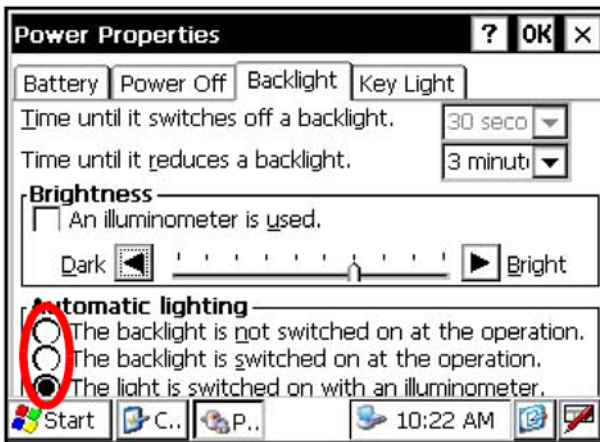 Power Properties ? OK ×
Battery Power Off Backlight Key Light
Time until it switches off a backlight. 30 seco
Time until it reduces a backlight. 3 minut
Brightness
An illuminometer is used.
Dark Bright
Automatic lighting
The backlight is not switched on at the operation.
The backlight is switched on at the operation.
The light is switched on with an illuminometer.
Start C.. P.. 10:22 AM